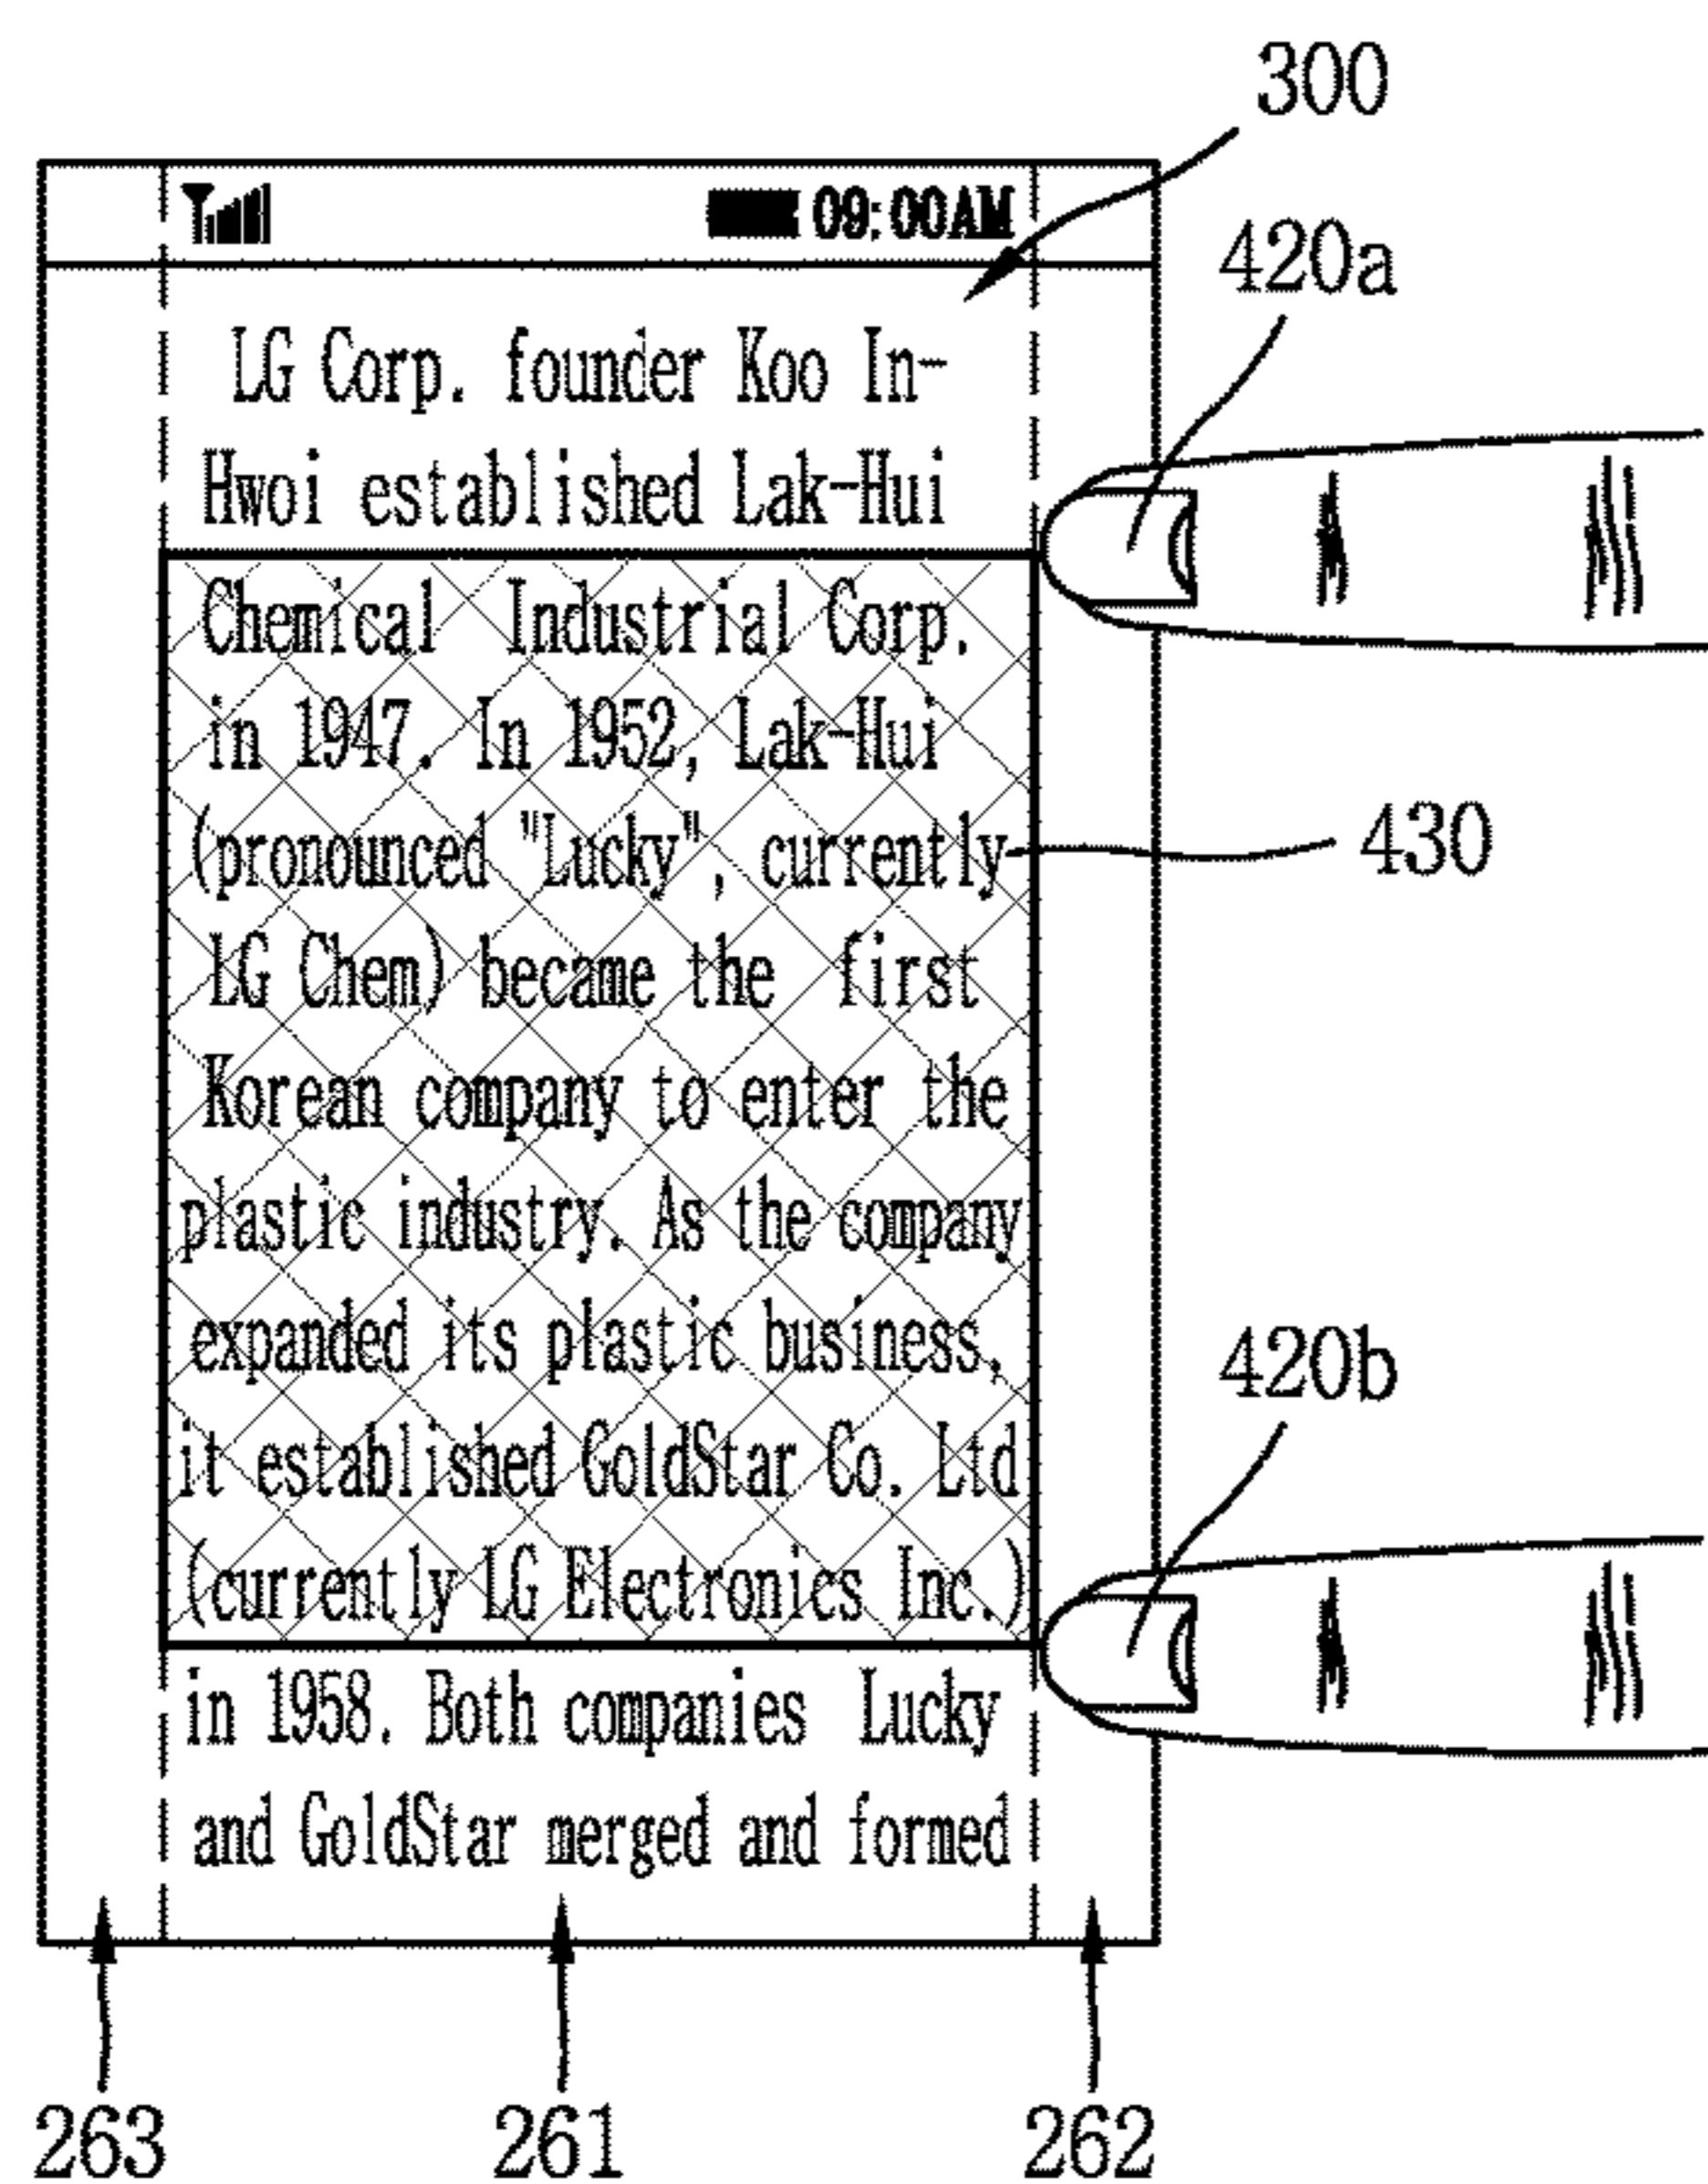 300
09:00AM
420a
LG Corp. founder Koo In-
Hwoi established Lak-Hui
Chemical Industrial Corp.
in 1947. In 1952, Lak-Hui
(pronounced "Lucky", currently
430
LG Chem) became the first
Korean company to enter the
plastic industry. As the company
expanded its plastic business,
420b
it established GoldStar Co. Ltd
(currently LG Electronics Inc.)
in 1958. Both companies Lucky
and GoldStar merged and formed
263 261 262